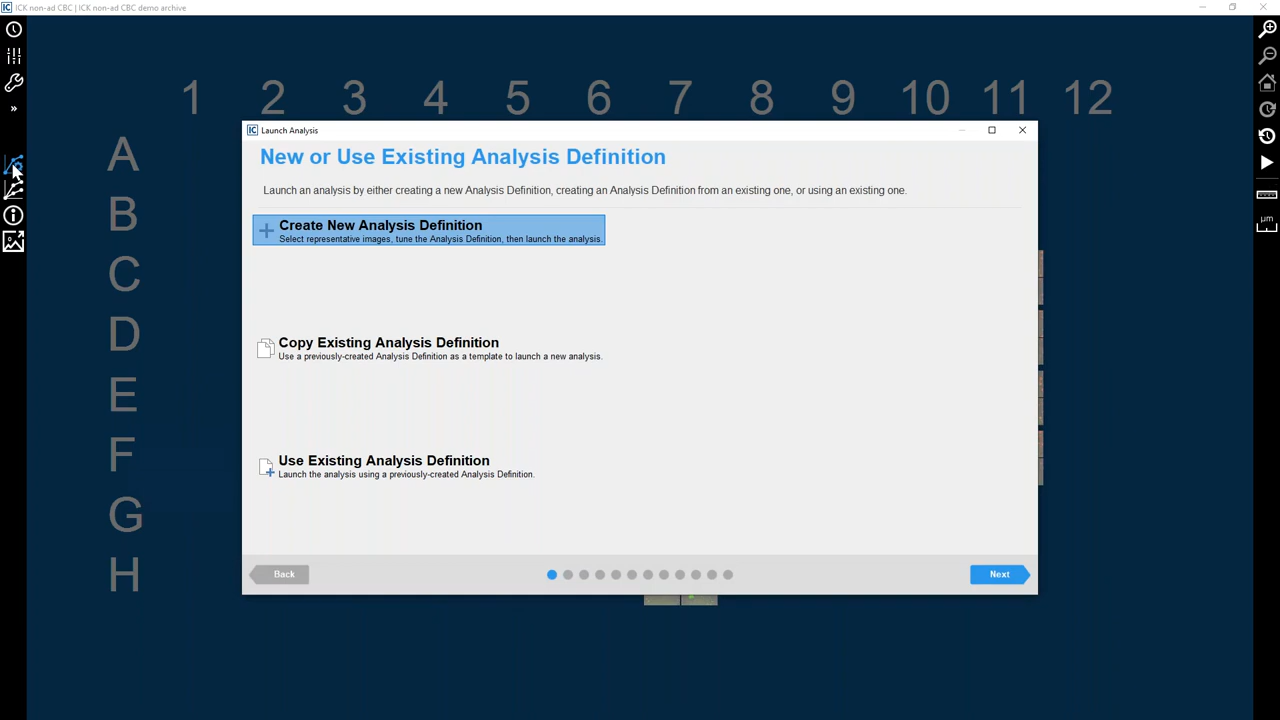 IC ICK non-ad CBC | ICK non-ad CBC demo archive
1 2 3 4 5 6 7 8 9 10 11 12
A
B
C
D
E
F
G
H
IC Launch Analysis
New or Use Existing Analysis Definition
Launch an analysis by either creating a new Analysis Definition, creating an Analysis Definition from an existing one, or using an existing one.
Create New Analysis Definition
Select representative images, tune the Analysis Definition, then launch the analysis.
Copy Existing Analysis Definition
Use a previously-created Analysis Definition as a template to launch a new analysis.
Use Existing Analysis Definition
Launch the analysis using a previously-created Analysis Definition.
Back
Next
µm